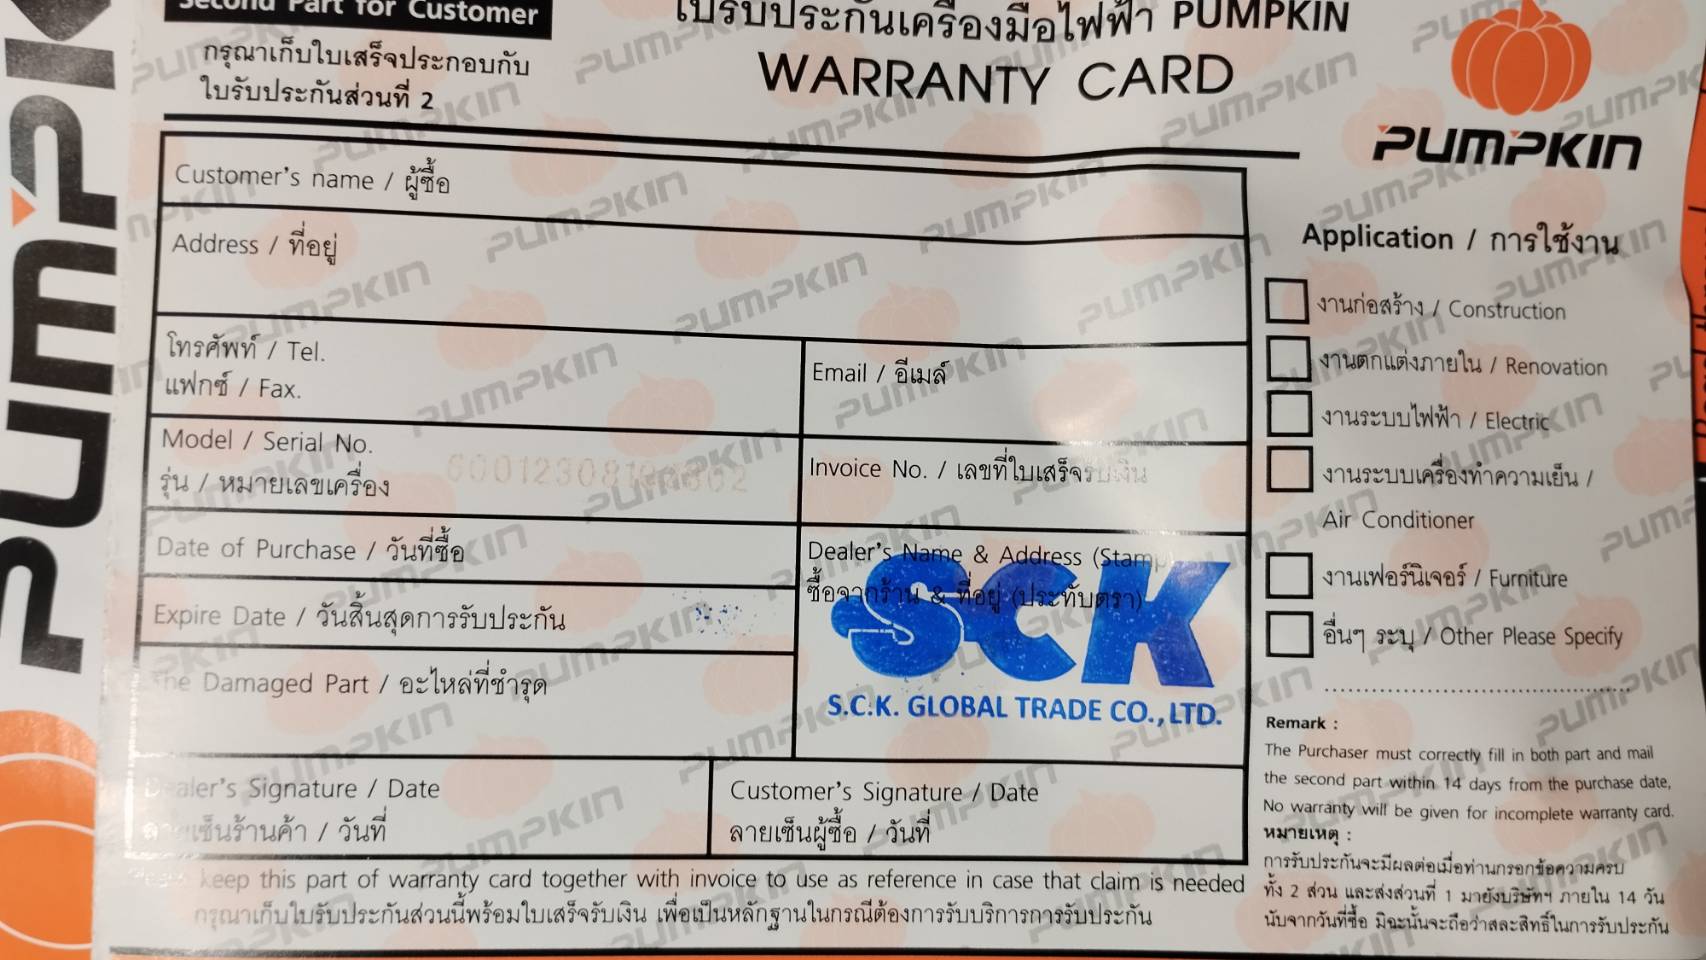 Second Part for Customer
กรุณาเก็บใบเสร็จประกอบกับ
ใบรับประกันส่วนที่ 2
ใบรับประกันเครื่องมือไฟฟ้า PUMPKIN
WARRANTY CARD
PUMPKIN
Customer's name / ผู้ซื้อ
Address / ที่อยู่
โทรศัพท์ / Tel.
แฟกซ์ / Fax.
Email / อีเมล์
Model / Serial No.
รุ่น / หมายเลขเครื่อง
Invoice No. / เลขที่ใบเสร็จรับเงิน
Date of Purchase / วันที่ซื้อ
Expire Date / วันสิ้นสุดการรับประกัน
Dealer's Name & Address (Stamp)
ซื้อจากร้าน & ที่อยู่ (ประทับตรา)
SCK
S.C.K. GLOBAL TRADE CO., LTD.
The Damaged Part / อะไหล่ที่ชำรุด
Dealer's Signature / Date
ลายเซ็นร้านค้า / วันที่
Customer's Signature / Date
ลายเซ็นผู้ซื้อ / วันที่
keep this part of warranty card together with invoice to use as reference in case that claim is needed
กรุณาเก็บใบรับประกันส่วนนี้พร้อมใบเสร็จรับเงิน เพื่อเป็นหลักฐานในกรณีต้องการรับบริการการรับประกัน
Application / การใช้งาน
งานก่อสร้าง / Construction
งานตกแต่งภายใน / Renovation
งานระบบไฟฟ้า / Electric
งานระบบเครื่องทำความเย็น /
Air Conditioner
งานเฟอร์นิเจอร์ / Furniture
อื่นๆ ระบุ / Other Please Specify
Remark :
The Purchaser must correctly fill in both part and mail
the second part within 14 days from the purchase date,
No warranty will be given for incomplete warranty card.
หมายเหตุ :
การรับประกันจะมีผลต่อเมื่อท่านกรอกข้อความครบ
ทั้ง 2 ส่วน และส่งส่วนที่ 1 มายังบริษัทฯ ภายใน 14 วัน
นับจากวันที่ซื้อ มิฉะนั้นจะถือว่าสละสิทธิ์ในการรับประกัน
PUMPK